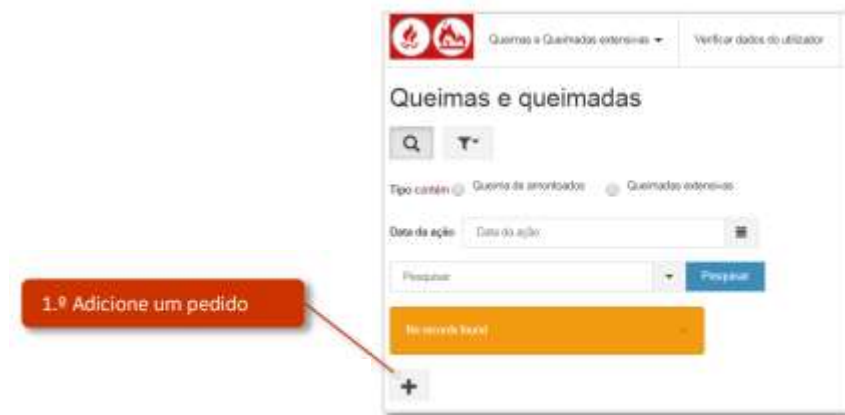 Queimas e Queimadas extensivas
Verificar dados do utilizador
Queimas e queimadas
Tipo contém
Queima de amontoados
Queimadas extensivas
Data da ação
Data da ação
Pesquisar
Pesquisar
No records found
1.º Adicione um pedido